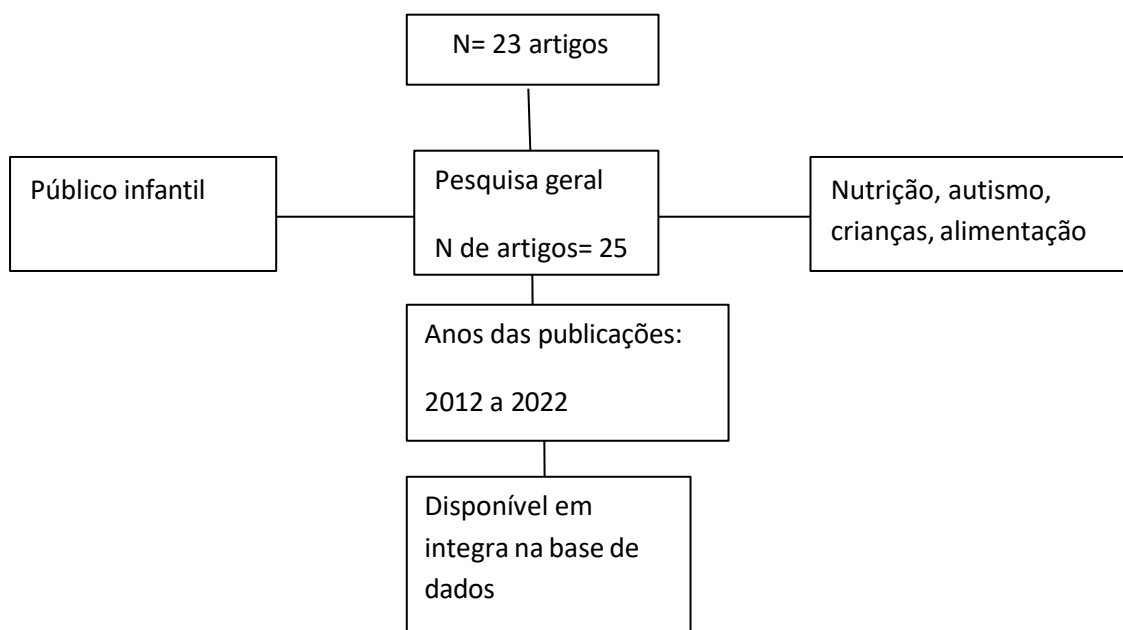 N= 23 artigos
Público infantil
Pesquisa geral
N de artigos= 25
Nutrição, autismo,
crianças, alimentação
Anos das publicações:
2012 a 2022
Disponível em
integra na base de
dados